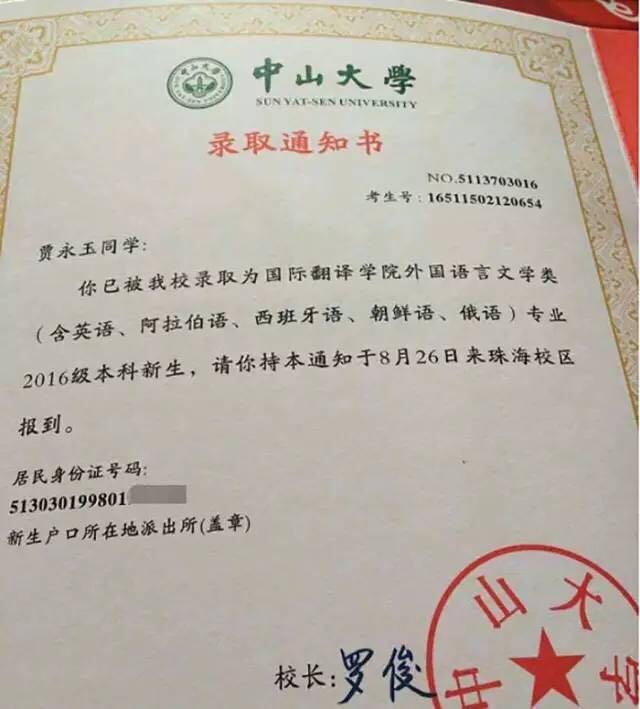 中山大學
SUN YAT-SEN UNIVERSITY
录取通知书
NO.5113703016
考生号：16511502120654
贾永玉同学：
你已被我校录取为国际翻译学院外国语言文学类
（含英语、阿拉伯语、西班牙语、朝鲜语、俄语）专业
2016级本科新生，请你持本通知于8月26日来珠海校区
报到。
居民身份证号码：
513030199801
新生户口所在地派出所(盖章)
校长：罗俊
中山大学